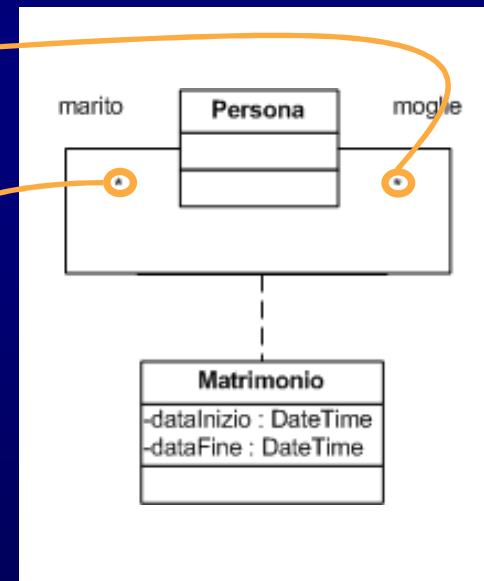 marito
Persona
moglie
*
*
Matrimonio
-dataInizio : DateTime
-dataFine : DateTime